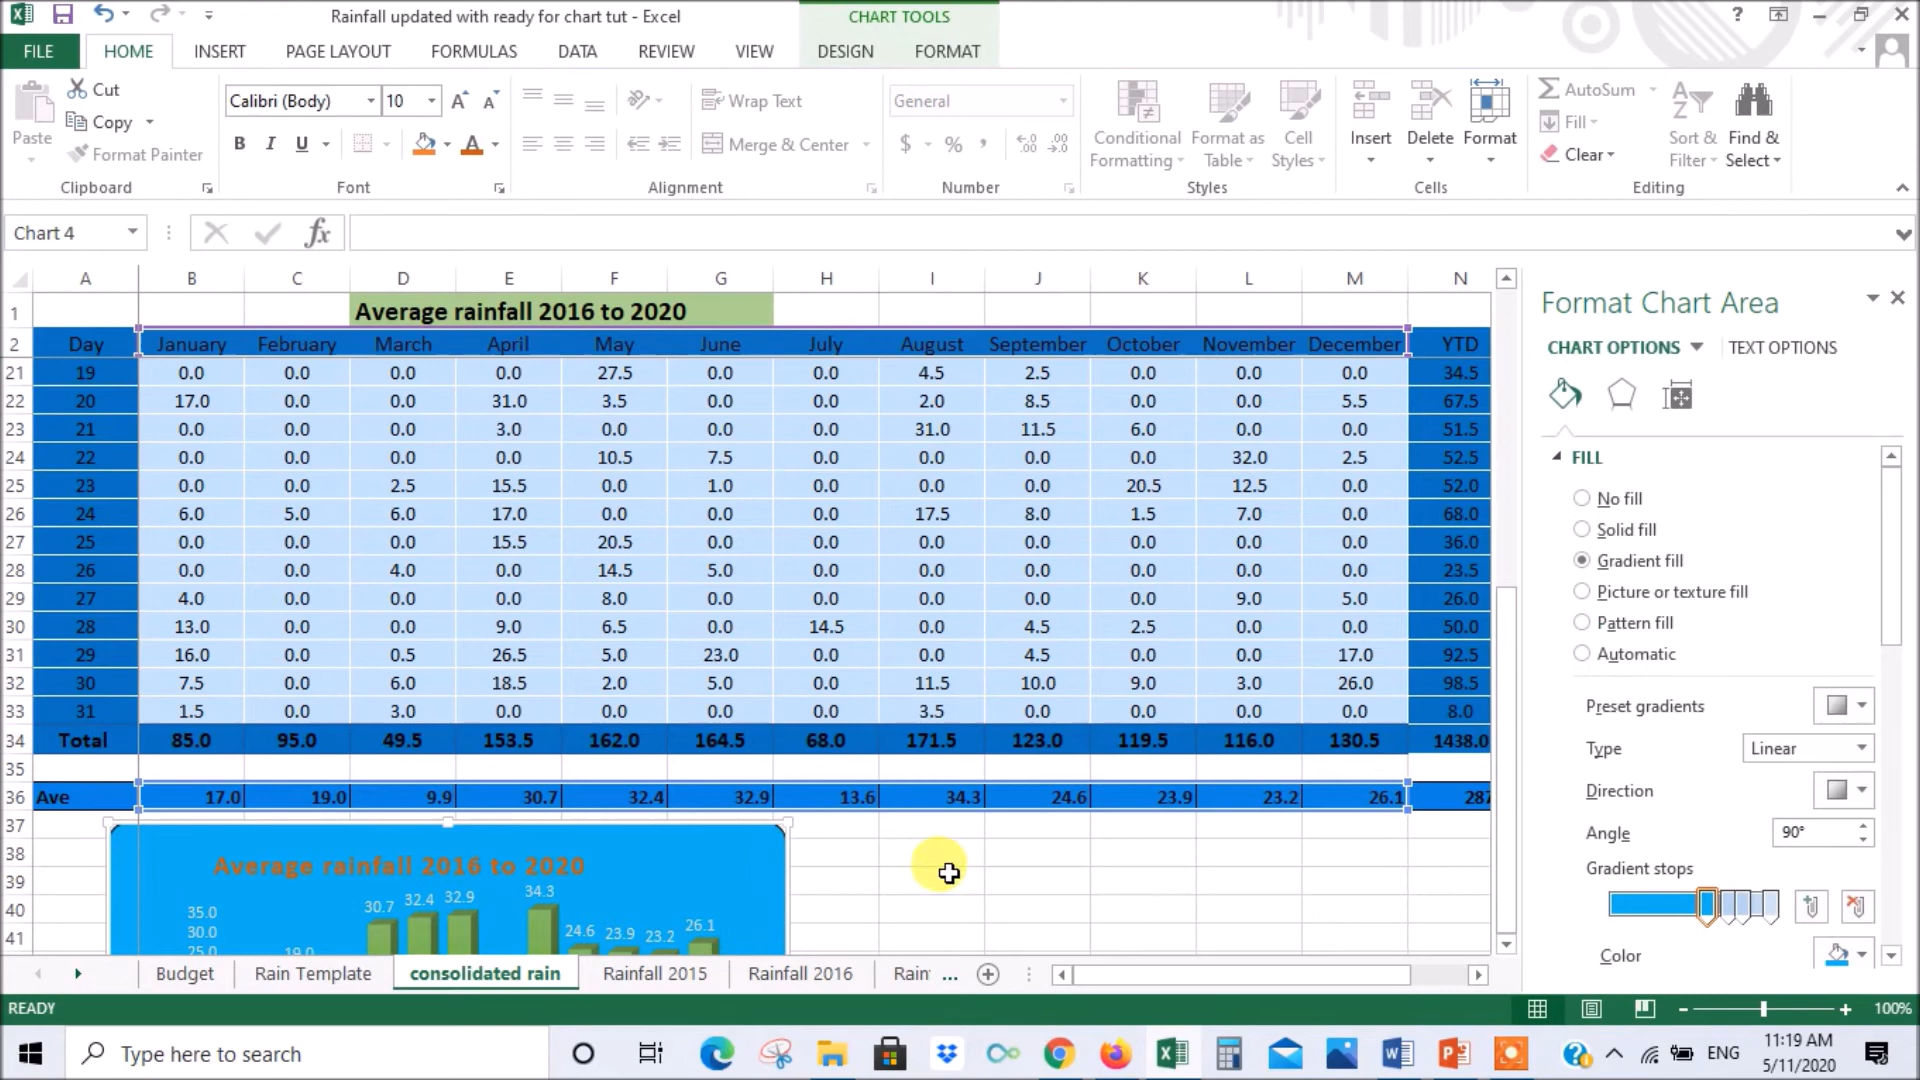 Rainfall updated with ready for chart tut - Excel
CHART TOOLS
?
FILE HOME INSERT PAGE LAYOUT FORMULAS DATA REVIEW VIEW DESIGN FORMAT
Paste
Cut
Copy
Format Painter
Clipboard
Calibri (Body) 10
B I U
Font
Wrap Text
Merge & Center
Alignment
General
$ % ,
Number
Conditional Formatting
Format as Table
Cell Styles
Styles
Insert
Delete
Format
Cells
AutoSum
Fill
Clear
Sort & Filter
Find & Select
Editing
Chart 4
fx
A B C D E F G H I J K L M N
1 Average rainfall 2016 to 2020
2 Day January February March April May June July August September October November December YTD
21 19 0.0 0.0 0.0 0.0 27.5 0.0 0.0 4.5 2.5 0.0 0.0 0.0 34.5
22 20 17.0 0.0 0.0 31.0 3.5 0.0 0.0 2.0 8.5 0.0 0.0 5.5 67.5
23 21 0.0 0.0 0.0 3.0 0.0 0.0 0.0 31.0 11.5 6.0 0.0 0.0 51.5
24 22 0.0 0.0 0.0 0.0 10.5 7.5 0.0 0.0 0.0 0.0 32.0 2.5 52.5
25 23 0.0 0.0 2.5 15.5 0.0 1.0 0.0 0.0 0.0 20.5 12.5 0.0 52.0
26 24 6.0 5.0 6.0 17.0 0.0 0.0 0.0 17.5 8.0 1.5 7.0 0.0 68.0
27 25 0.0 0.0 0.0 15.5 20.5 0.0 0.0 0.0 0.0 0.0 0.0 0.0 36.0
28 26 0.0 0.0 4.0 0.0 14.5 5.0 0.0 0.0 0.0 0.0 0.0 0.0 23.5
29 27 4.0 0.0 0.0 0.0 8.0 0.0 0.0 0.0 0.0 0.0 9.0 5.0 26.0
30 28 13.0 0.0 0.0 9.0 6.5 0.0 14.5 0.0 4.5 2.5 0.0 0.0 50.0
31 29 16.0 0.0 0.5 26.5 5.0 23.0 0.0 0.0 4.5 0.0 0.0 17.0 92.5
32 30 7.5 0.0 6.0 18.5 2.0 5.0 0.0 11.5 10.0 9.0 3.0 26.0 98.5
33 31 1.5 0.0 3.0 0.0 0.0 0.0 0.0 3.5 0.0 0.0 0.0 0.0 8.0
34 Total 85.0 95.0 49.5 153.5 162.0 164.5 68.0 171.5 123.0 119.5 116.0 130.5 1438.0
35
36 Ave 17.0 19.0 9.9 30.7 32.4 32.9 13.6 34.3 24.6 23.9 23.2 26.1 287
37
38
39
40
41
Average rainfall 2016 to 2020
35.0
30.0
25.0
19.0 30.7 32.4 32.9 34.3 24.6 23.9 23.2 26.1
Format Chart Area
CHART OPTIONS TEXT OPTIONS
FILL
No fill
Solid fill
Gradient fill
Picture or texture fill
Pattern fill
Automatic
Preset gradients
Type Linear
Direction
Angle 90°
Gradient stops
Color
Budget Rain Template consolidated rain Rainfall 2015 Rainfall 2016 Rain ...
READY
100%
Type here to search
ENG
11:19 AM
5/11/2020